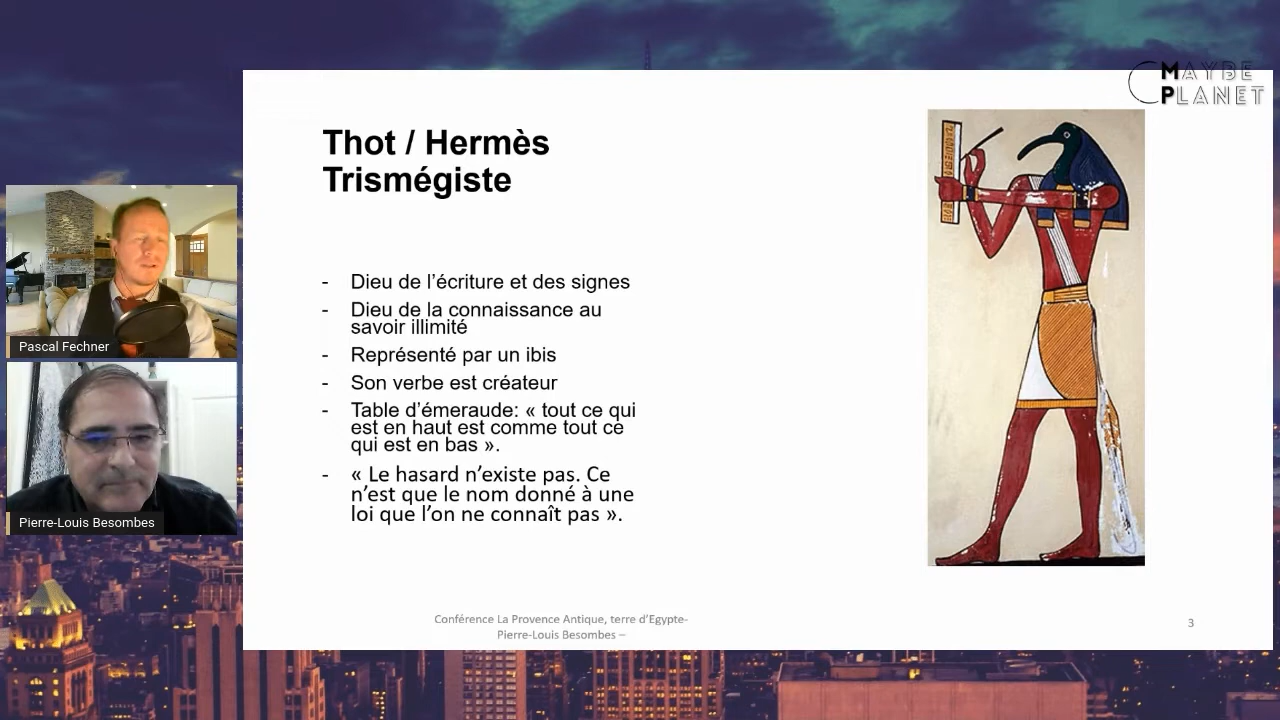 MAYBE
PLANET
Thot / Hermès
Trismégiste
- Dieu de l’écriture et des signes
- Dieu de la connaissance au
savoir illimité
- Représenté par un ibis
- Son verbe est créateur
- Table d’émeraude: « tout ce qui
est en haut est comme tout ce
qui est en bas ».
- « Le hasard n’existe pas. Ce
n’est que le nom donné à une
loi que l’on ne connaît pas ».
Pascal Fechner
Pierre-Louis Besombes
Conférence La Provence Antique, terre d’Egypte-
Pierre-Louis Besombes –
3